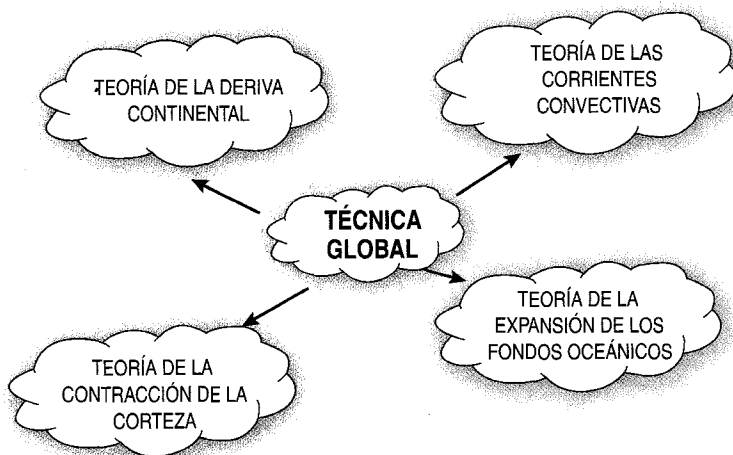 TEORÍA DE LA DERIVA
CONTINENTAL
TEORÍA DE LAS
CORRIENTES
CONVECTIVAS
TÉCNICA
GLOBAL
TEORÍA DE LA
EXPANSIÓN DE LOS
FONDOS OCEÁNICOS
TEORÍA DE LA
CONTRACCIÓN DE LA
CORTEZA